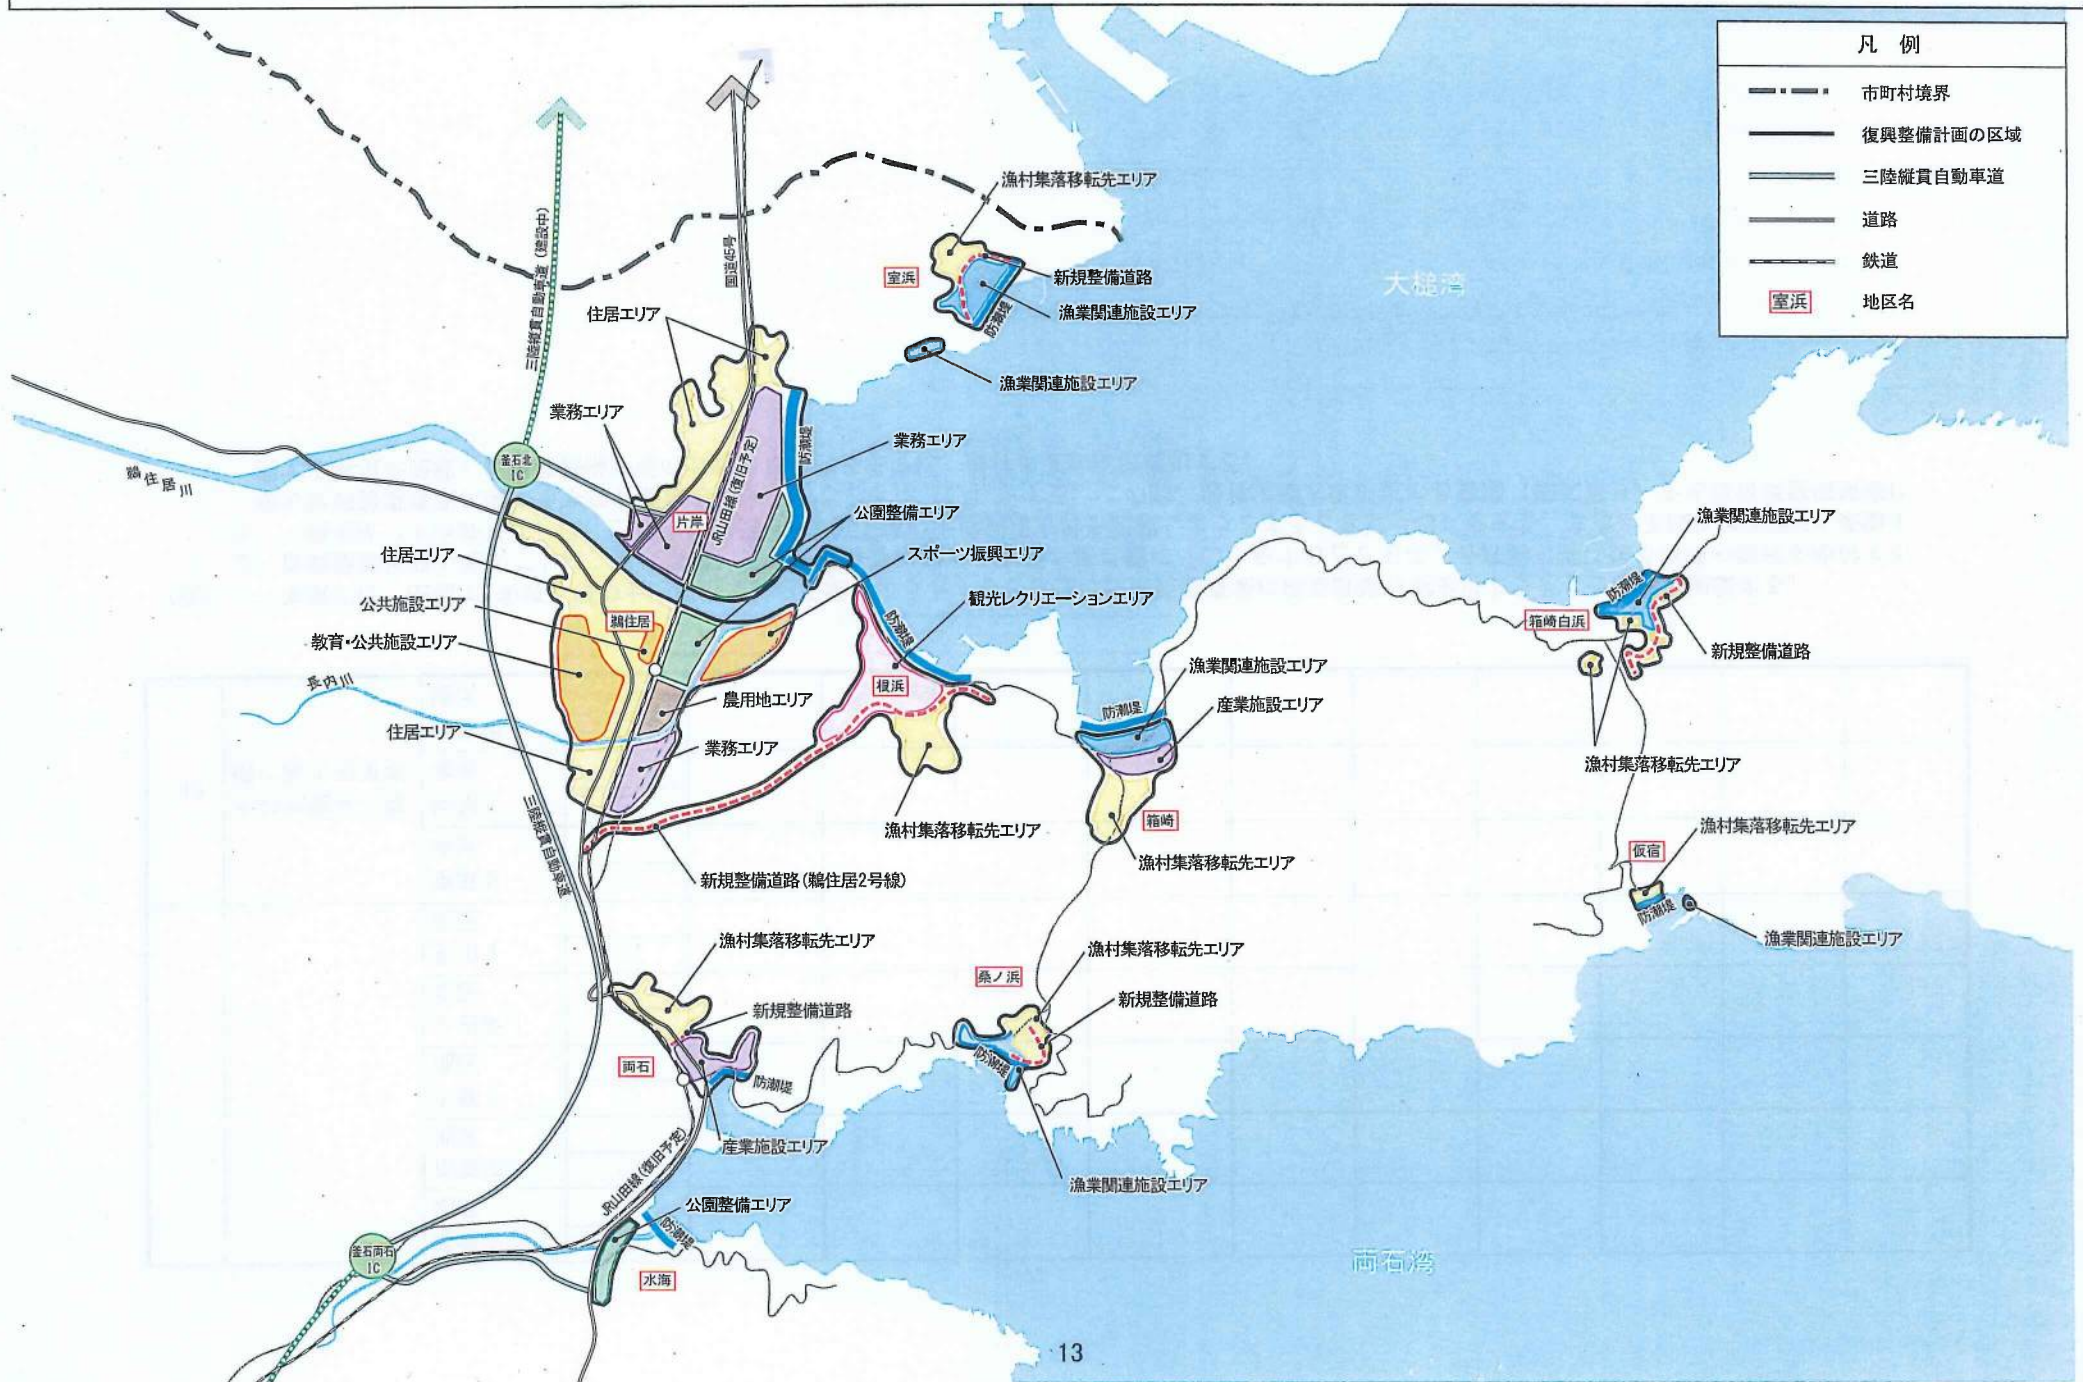 凡 例
市町村境界
復興整備計画の区域
三陸縦貫自動車道
道路
鉄道
室浜
地区名
三陸縦貫自動車道(建設中)
国道45号
漁村集落移転先エリア
室浜
新規整備道路
漁業関連施設エリア
防潮堤
漁業関連施設エリア
大槌湾
住居エリア
業務エリア
防潮堤
業務エリア
JR山田線(復旧予定)
釜石北
IC
鵜住居川
片岸
公園整備エリア
スポーツ振興エリア
住居エリア
公共施設エリア
鵜住居
教育・公共施設エリア
観光レクリエーションエリア
防潮堤
長内川
根浜
農用地エリア
住居エリア
業務エリア
漁業関連施設エリア
防潮堤
産業施設エリア
箱崎
漁村集落移転先エリア
漁村集落移転先エリア
新規整備道路(鵜住居2号線)
三陸縦貫自動車道
漁業関連施設エリア
防潮堤
箱崎白浜
新規整備道路
漁村集落移転先エリア
漁村集落移転先エリア
仮宿
防潮堤
漁業関連施設エリア
漁村集落移転先エリア
新規整備道路
両石
防潮堤
産業施設エリア
漁村集落移転先エリア
桑ノ浜
新規整備道路
防潮堤
漁業関連施設エリア
JR山田線(復旧予定)
公園整備エリア
防潮堤
釜石両石
IC
水海
両石湾
13